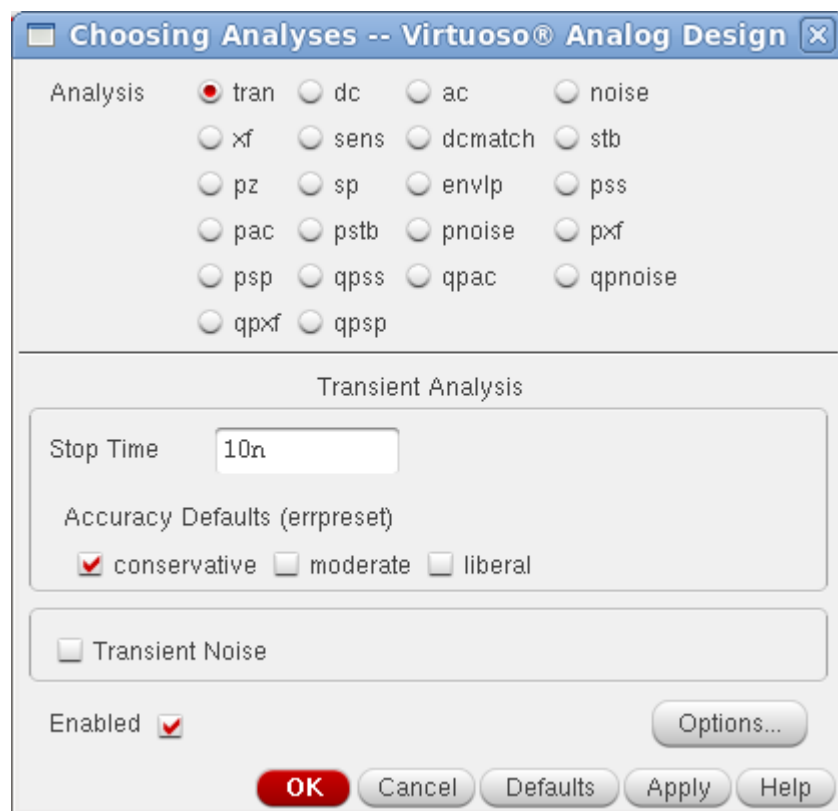 Choosing Analyses -- Virtuoso® Analog Design
Analysis tran dc ac noise
xf sens dcmatch stb
pz sp envlp pss
pac pstb pnoise pxf
psp qpss qpac qpnoise
qpxf qpsp
Transient Analysis
Stop Time 10n
Accuracy Defaults (errpreset)
conservative moderate liberal
Transient Noise
Enabled Options...
OK Cancel Defaults Apply Help